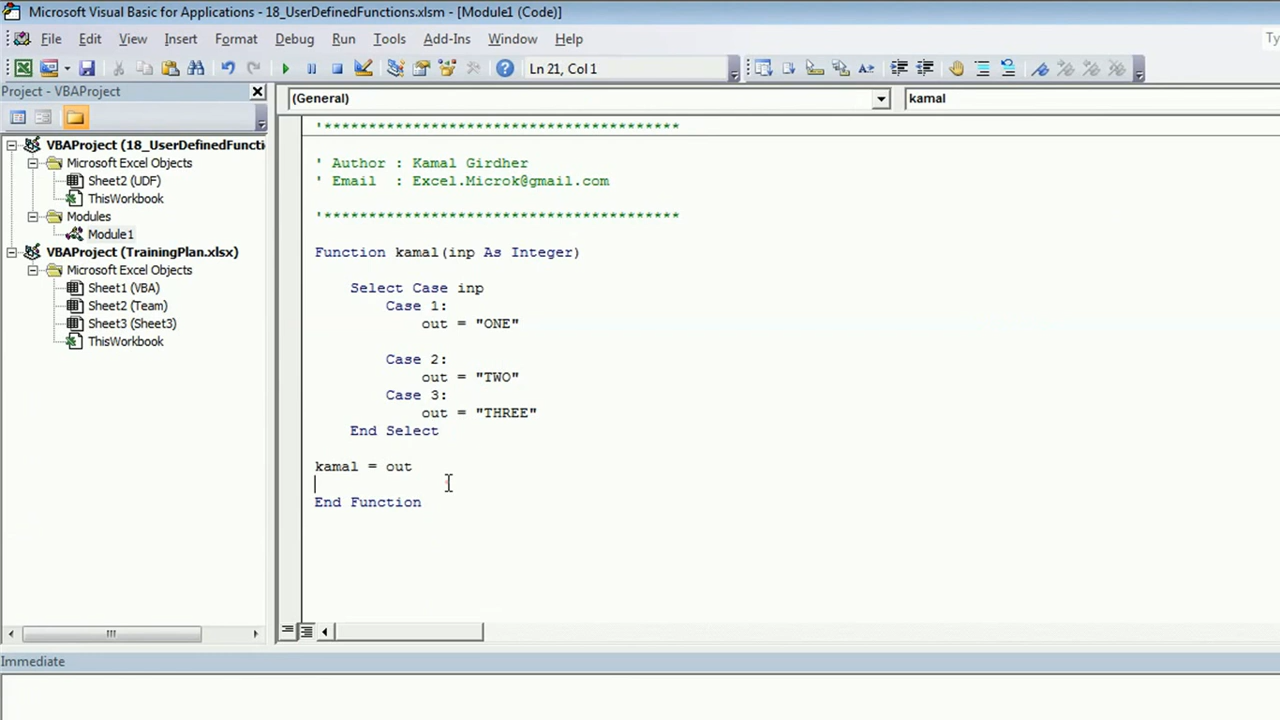 Microsoft Visual Basic for Applications - 18_UserDefinedFunctions.xlsm - [Module1 (Code)]
File Edit View Insert Format Debug Run Tools Add-Ins Window Help Ty
Ln 21, Col 1
Project - VBAProject
(General) kamal
VBAProject (18_UserDefinedFuncti
Microsoft Excel Objects
Sheet2 (UDF)
ThisWorkbook
Modules
Module1
VBAProject (TrainingPlan.xlsx)
Microsoft Excel Objects
Sheet1 (VBA)
Sheet2 (Team)
Sheet3 (Sheet3)
ThisWorkbook
'***************************************
' Author : Kamal Girdher
' Email  : Excel.Microk@gmail.com
'***************************************
Function kamal(inp As Integer)
Select Case inp
Case 1:
out = "ONE"
Case 2:
out = "TWO"
Case 3:
out = "THREE"
End Select
kamal = out
End Function
Immediate